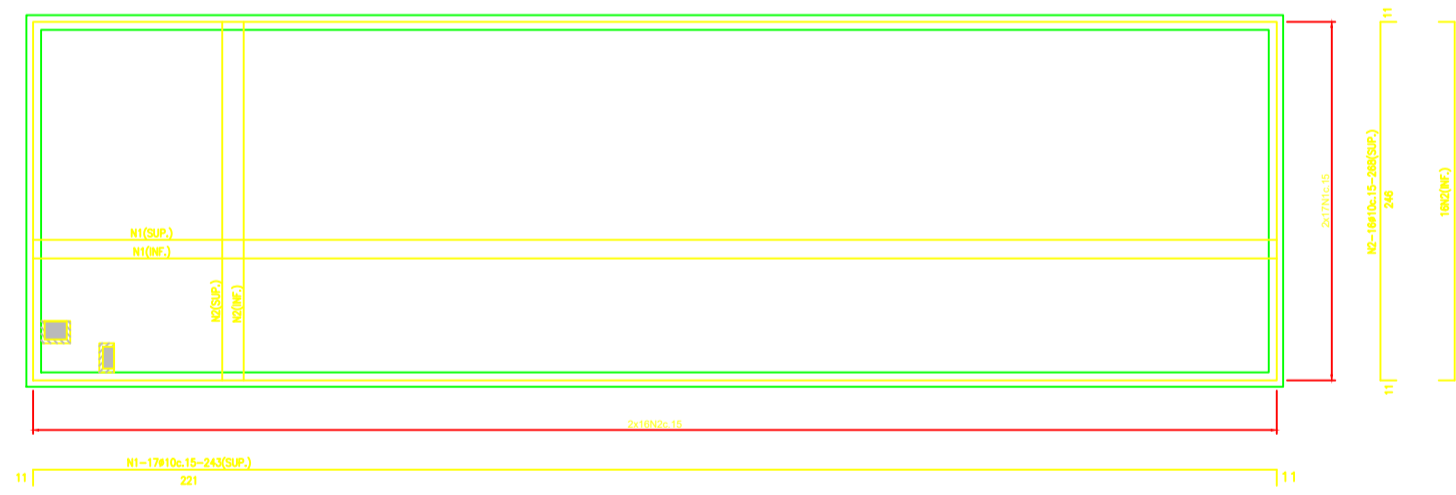 11
N1(SUP.)
N1(INF.)
N2(SUP.)
N2(INF.)
2x17N1c.15
N2-16ø10c.15-268(SUP.)
246
16N2(INF.)
11
2x16N2c.15
N1-17ø10c.15-243(SUP.)
11
221
11